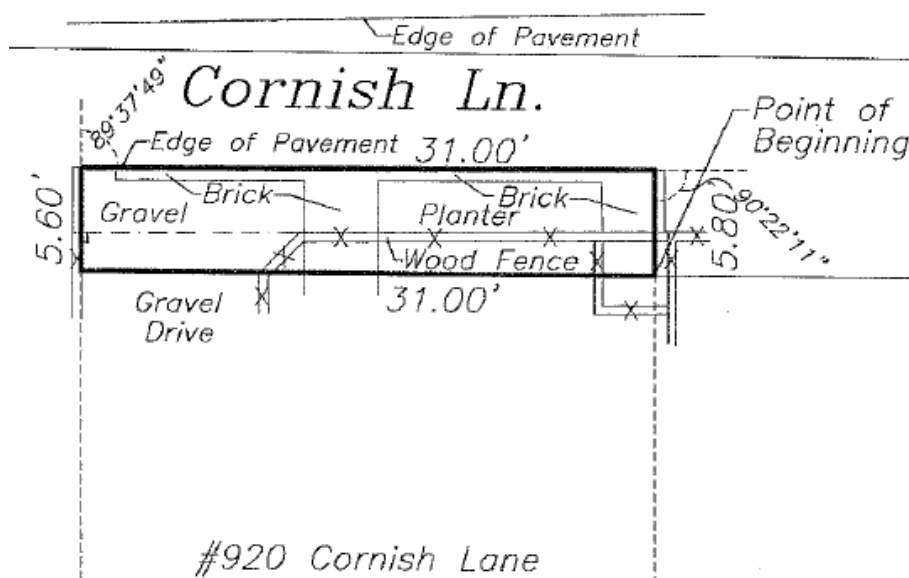 Edge of Pavement
Cornish Ln.
89°37'49"
Point of
Beginning
Edge of Pavement
31.00'
Brick
Brick
Gravel
Planter
5.60'
5.80'
90°22'11"
Wood Fence
31.00'
Gravel
Drive
#920 Cornish Lane